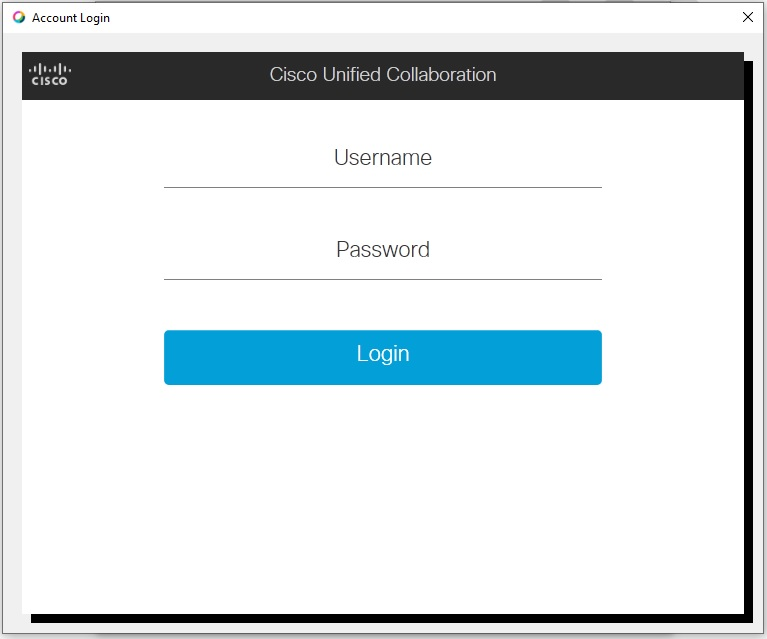 Account Login
CISCO
Cisco Unified Collaboration
Username
Password
Login